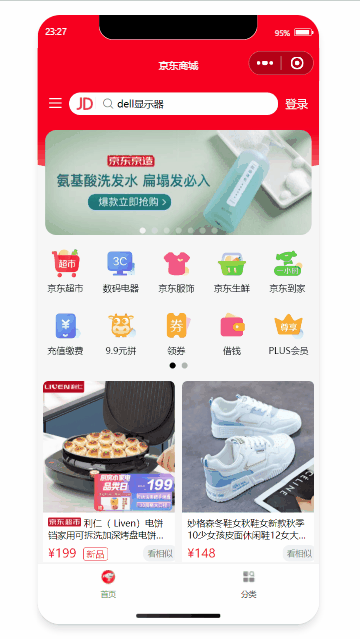 23:27
95%
京东商城
JD
dell显示器
登录
京东京造
氨基酸洗发水 扁塌发必入
爆款立即抢购>
超市
3C
一小时
京东超市
数码电器
京东服饰
京东生鲜
京东到家
券
尊享
充值缴费
9.9元拼
领券
借钱
PLUS会员
LIVEN利仁
199
京东超市 利仁（ Liven）电饼铛家用可拆洗加深烤盘电饼...
¥199 新品 看相似
妙格森冬鞋女秋鞋女新款秋季
10少女孩皮面休闲鞋12女大...
¥148 看相似
首页
分类